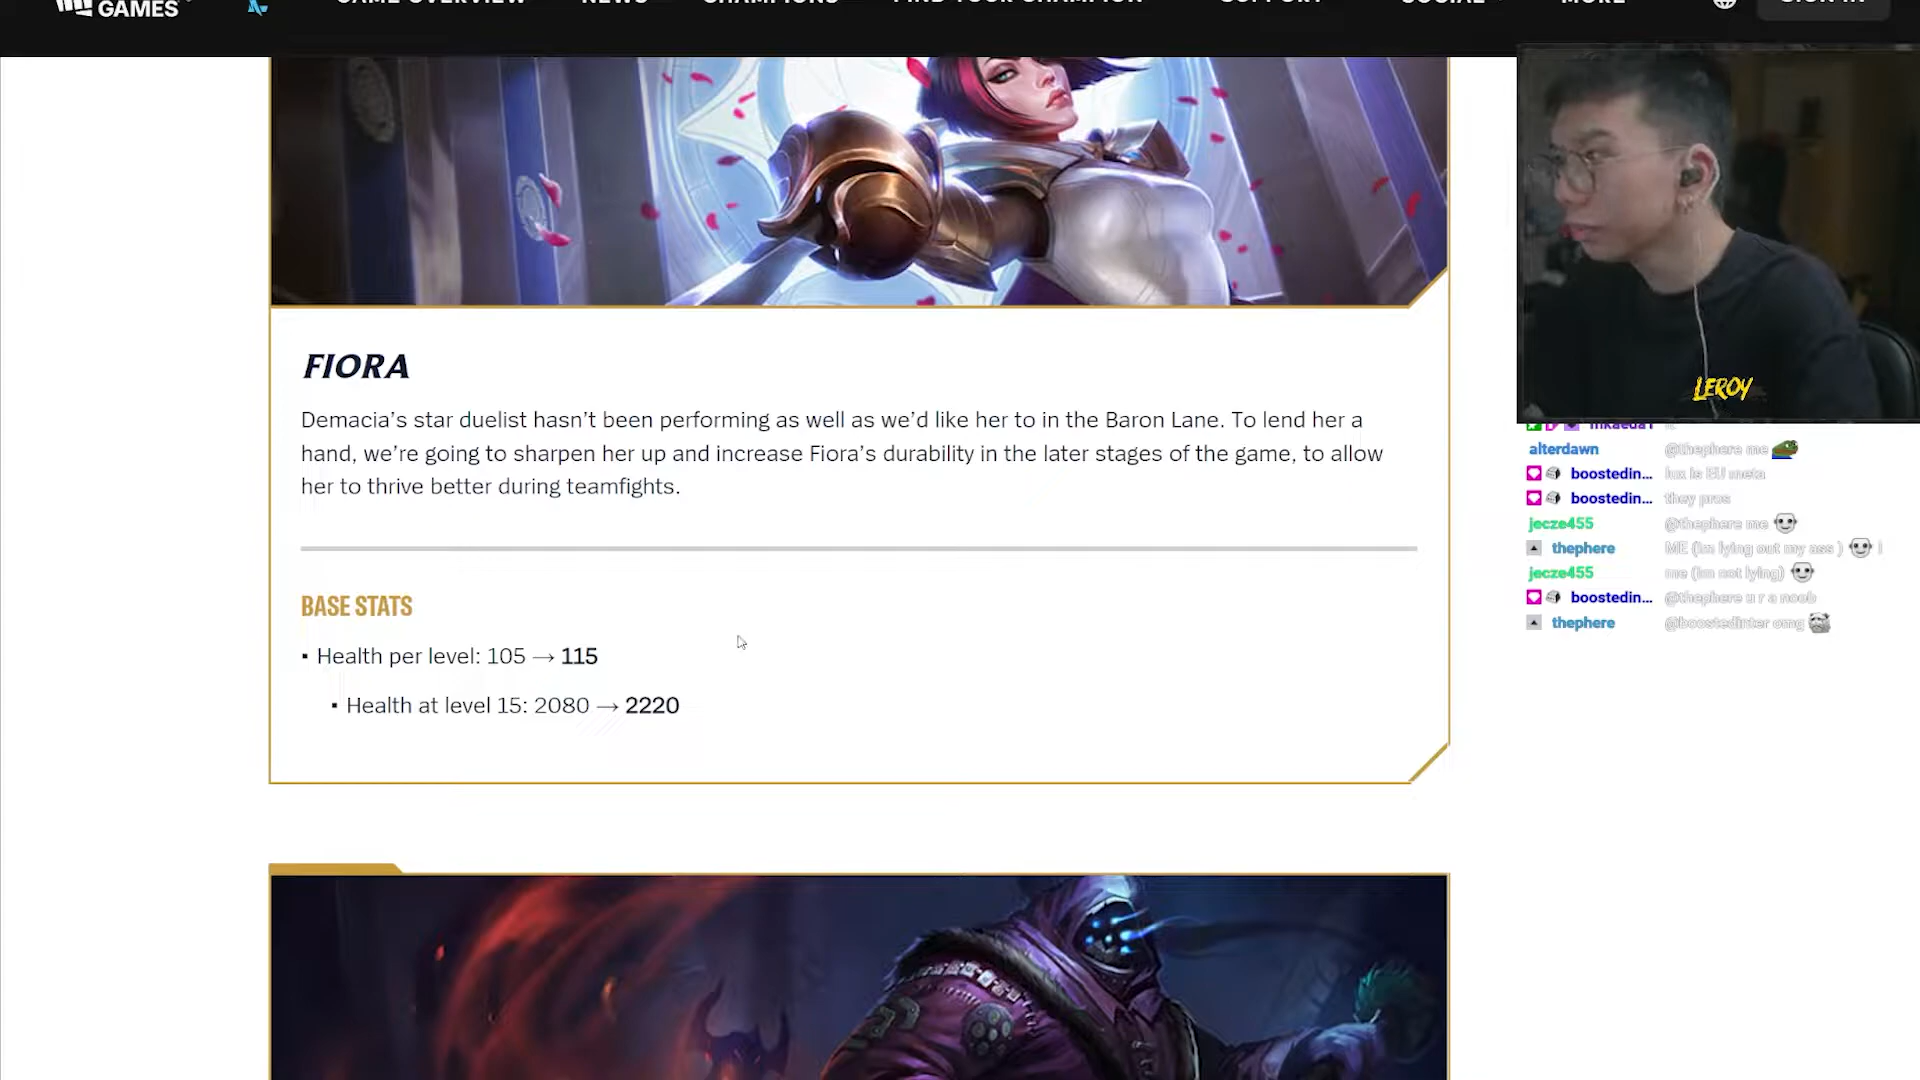 GAMES
GAME OVERVIEW NEWS CHAMPIONS FIND YOUR CHAMPION SUPPORT SOCIAL MORE SIGN IN
FIORA
Demacia’s star duelist hasn’t been performing as well as we’d like her to in the Baron Lane. To lend her a
hand, we’re going to sharpen her up and increase Fiora’s durability in the later stages of the game, to allow
her to thrive better during teamfights.
BASE STATS
▪ Health per level: 105 → 115
▪ Health at level 15: 2080 → 2220
LEROY
alterdawn @thephere me
boostedin... lux is EU meta
boostedin... they pros
jecze455 @thephere me
thephere ME (im lying out my ass )
jecze455 me (im not lying)
boostedin... @thephere u r a noob
thephere @boostedinter omg